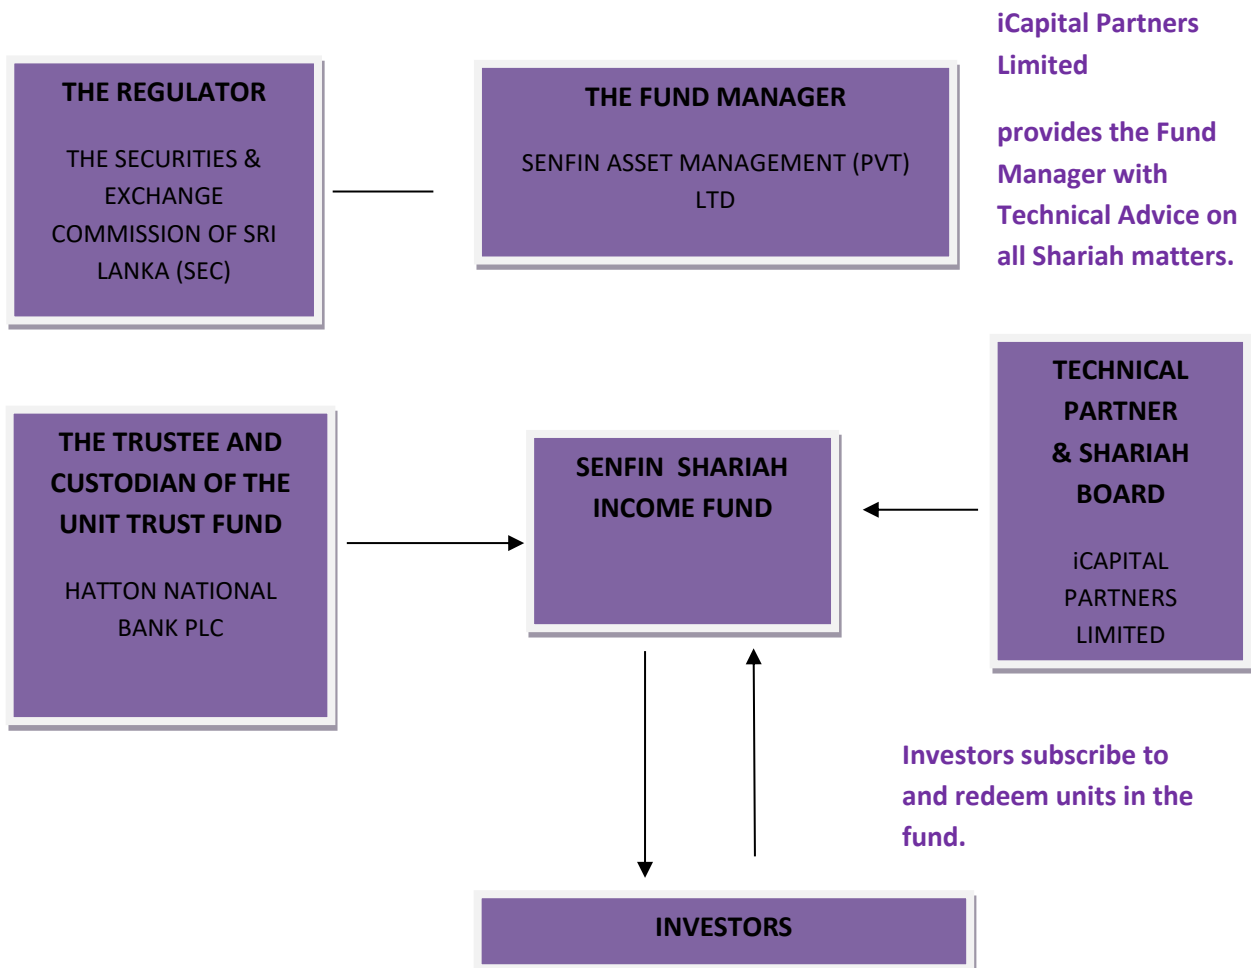 iCapital Partners
Limited
provides the Fund
Manager with
Technical Advice on
all Shariah matters.
THE REGULATOR
THE SECURITIES &
EXCHANGE
COMMISSION OF SRI
LANKA (SEC)
THE FUND MANAGER
SENFIN ASSET MANAGEMENT (PVT)
LTD
THE TRUSTEE AND
CUSTODIAN OF THE
UNIT TRUST FUND
HATTON NATIONAL
BANK PLC
SENFIN SHARIAH
INCOME FUND
TECHNICAL
PARTNER
& SHARIAH
BOARD
iCAPITAL
PARTNERS
LIMITED
Investors subscribe to
and redeem units in the
fund.
INVESTORS